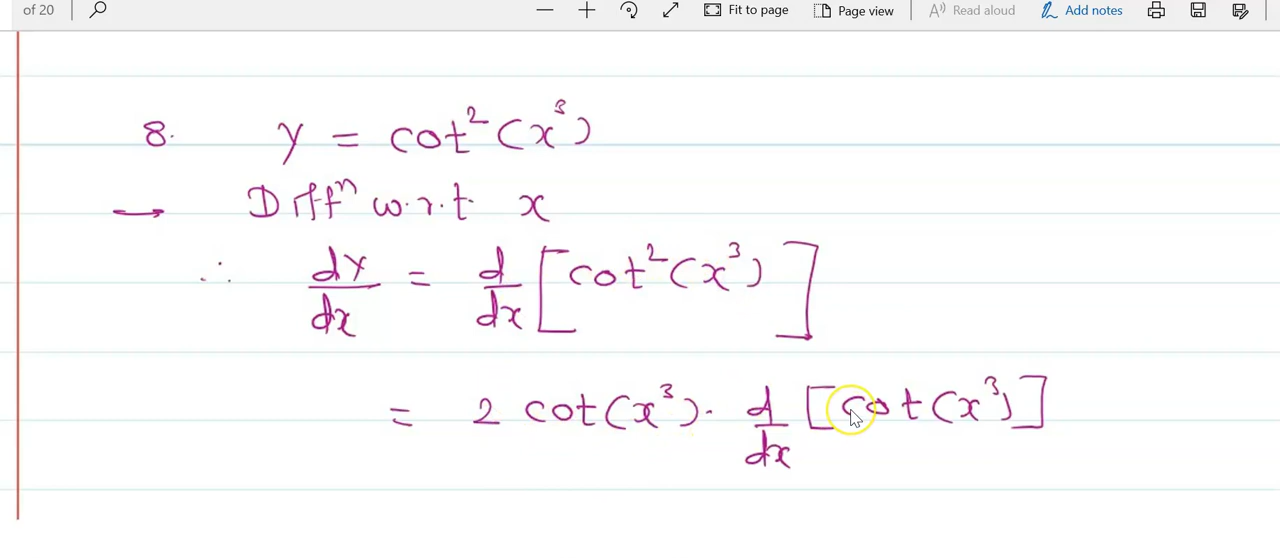 of 20 Fit to page Page view Read aloud Add notes
8. y = cot²(x³)
→ Diffⁿ w.r.t. x
∴ dy/dx = d/dx [cot²(x³)]
= 2 cot(x³) · d/dx [cot(x³)]